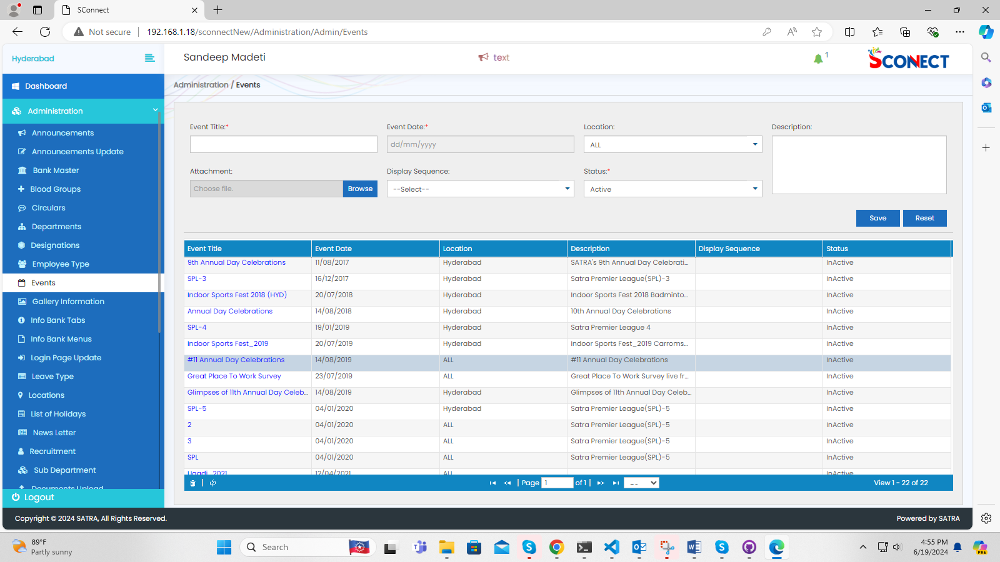 SConnect
Not secure
192.168.1.18/sconnectNew/Administration/Admin/Events
Hyderabad
Sandeep Madeti
text
1
SCONNECT
Dashboard
Administration / Events
Administration
Announcements
Announcements Update
Bank Master
Blood Groups
Circulars
Departments
Designations
Employee Type
Events
Gallery Information
Info Bank Tabs
Info Bank Menus
Login Page Update
Leave Type
Locations
List of Holidays
News Letter
Recruitment
Sub Department
Documents Upload
Logout
Event Title:* Event Date:* Location: Description:
dd/mm/yyyy ALL
Attachment: Display Sequence: Status:*
Choose file. Browse --Select-- Active
Save Reset
Event Title Event Date Location Description Display Sequence Status
9th Annual Day Celebrations 11/08/2017 Hyderabad SATRA's 9th Annual Day Celebrati... InActive
SPL-3 16/12/2017 Hyderabad Satra Premier League(SPL)-3 InActive
Indoor Sports Fest 2018 (HYD) 20/07/2018 Hyderabad Indoor Sports Fest 2018 Badminto... InActive
Annual Day Celebrations 14/08/2018 Hyderabad 10th Annual Day Celebrations InActive
SPL-4 19/01/2019 Hyderabad Satra Premier League 4 InActive
Indoor Sports Fest_2019 20/07/2019 Hyderabad Indoor Sports Fest_2019 Carroms... InActive
#11 Annual Day Celebrations 14/08/2019 ALL #11 Annual Day Celebrations InActive
Great Place To Work Survey 23/07/2019 ALL Great Place To Work Survey live fr... InActive
Glimpses of 11th Annual Day Celeb... 14/08/2019 Hyderabad Glimpses of 11th Annual Day Celeb... InActive
SPL-5 04/01/2020 Hyderabad Satra Premier League(SPL)-5 InActive
2 04/01/2020 ALL Satra Premier League(SPL)-5 InActive
3 04/01/2020 ALL Satra Premier League(SPL)-5 InActive
SPL 04/01/2020 ALL Satra Premier League(SPL)-5 InActive
Ugadi_2021 12/04/2021 ALL InActive
Page 1 of 1 -- View 1 - 22 of 22
Copyright © 2024 SATRA, All Rights Reserved. Powered by SATRA
89°F
Partly sunny
Search
4:55 PM
6/19/2024
PRE